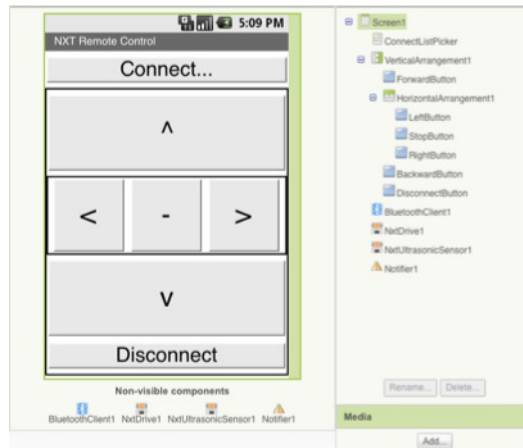 5:09 PM
NXT Remote Control
Connect...
^
< - >
v
Disconnect
Non-visible components
BluetoothClient1 NxtDrive1 NxtUltrasonicSensor1 Notifier1
Screen1
ConnectListPicker
VerticalArrangement1
ForwardButton
HorizontalArrangement1
LeftButton
StopButton
RightButton
BackwardButton
DisconnectButton
BluetoothClient1
NxtDrive1
NxtUltrasonicSensor1
Notifier1
Rename... Delete...
Media
Add...